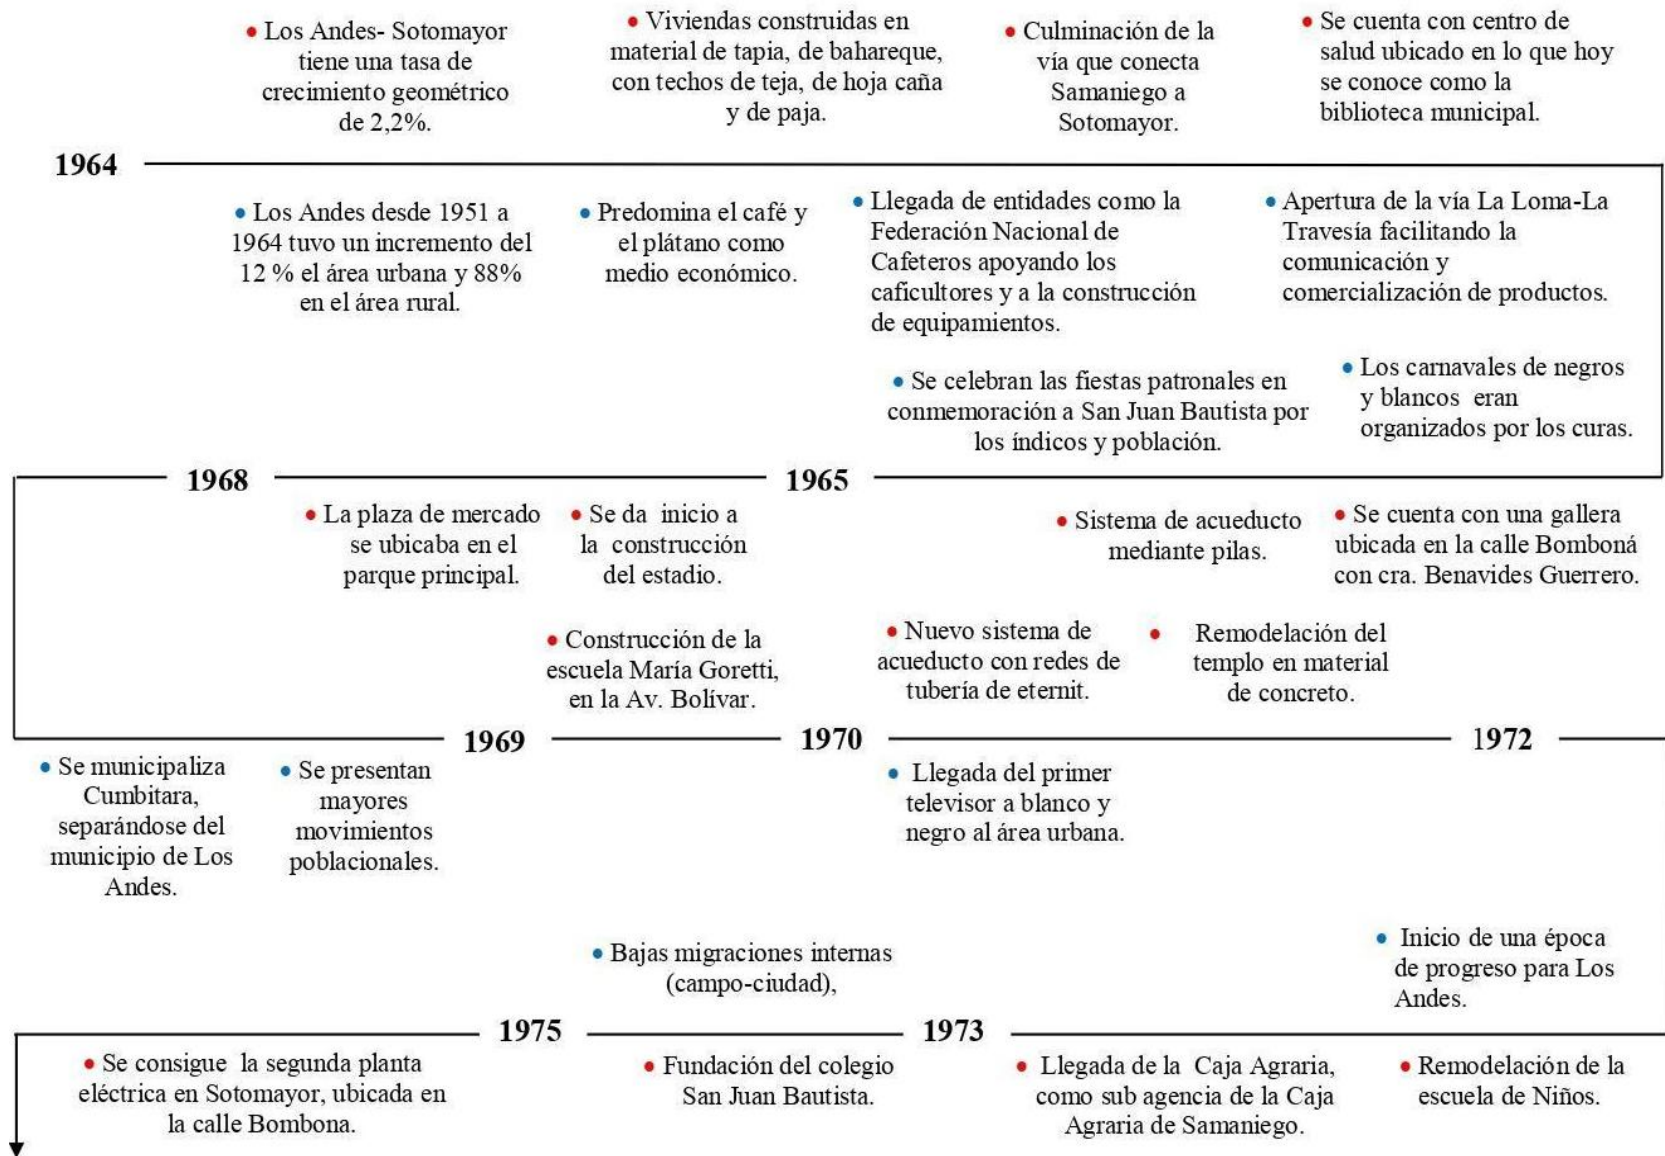 • Los Andes- Sotomayor
tiene una tasa de
crecimiento geométrico
de 2,2%.
• Viviendas construidas en
material de tapia, de bahareque,
con techos de teja, de hoja caña
y de paja.
• Culminación de la
vía que conecta
Samaniego a
Sotomayor.
• Se cuenta con centro de
salud ubicado en lo que hoy
se conoce como la
biblioteca municipal.
1964
• Los Andes desde 1951 a
1964 tuvo un incremento del
12 % el área urbana y 88%
en el área rural.
• Predomina el café y
el plátano como
medio económico.
• Llegada de entidades como la
Federación Nacional de
Cafeteros apoyando los
caficultores y a la construcción
de equipamientos.
• Apertura de la vía La Loma-La
Travesía facilitando la
comunicación y
comercialización de productos.
• Se celebran las fiestas patronales en
conmemoración a San Juan Bautista por
los índicos y población.
• Los carnavales de negros
y blancos eran
organizados por los curas.
1968
1965
• La plaza de mercado
se ubicaba en el
parque principal.
• Se da inicio a
la construcción
del estadio.
• Sistema de acueducto
mediante pilas.
• Se cuenta con una gallera
ubicada en la calle Bomboná
con cra. Benavides Guerrero.
• Construcción de la
escuela María Goretti,
en la Av. Bolívar.
• Nuevo sistema de
acueducto con redes de
tubería de eternit.
• Remodelación del
templo en material
de concreto.
1969
1970
1972
• Se municipaliza
Cumbitara,
separándose del
municipio de Los
Andes.
• Se presentan
mayores
movimientos
poblacionales.
• Llegada del primer
televisor a blanco y
negro al área urbana.
• Bajas migraciones internas
(campo-ciudad),
• Inicio de una época
de progreso para Los
Andes.
1975
1973
• Se consigue la segunda planta
eléctrica en Sotomayor, ubicada en
la calle Bombona.
• Fundación del colegio
San Juan Bautista.
• Llegada de la Caja Agraria,
como sub agencia de la Caja
Agraria de Samaniego.
• Remodelación de la
escuela de Niños.